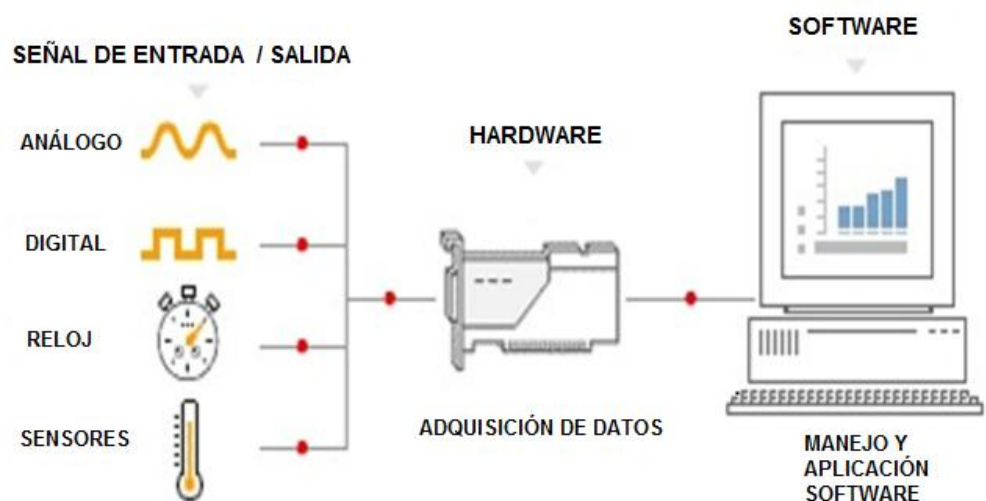 SEÑAL DE ENTRADA / SALIDA
ANÁLOGO
DIGITAL
RELOJ
SENSORES
HARDWARE
ADQUISICIÓN DE DATOS
SOFTWARE
MANEJO Y
APLICACIÓN
SOFTWARE